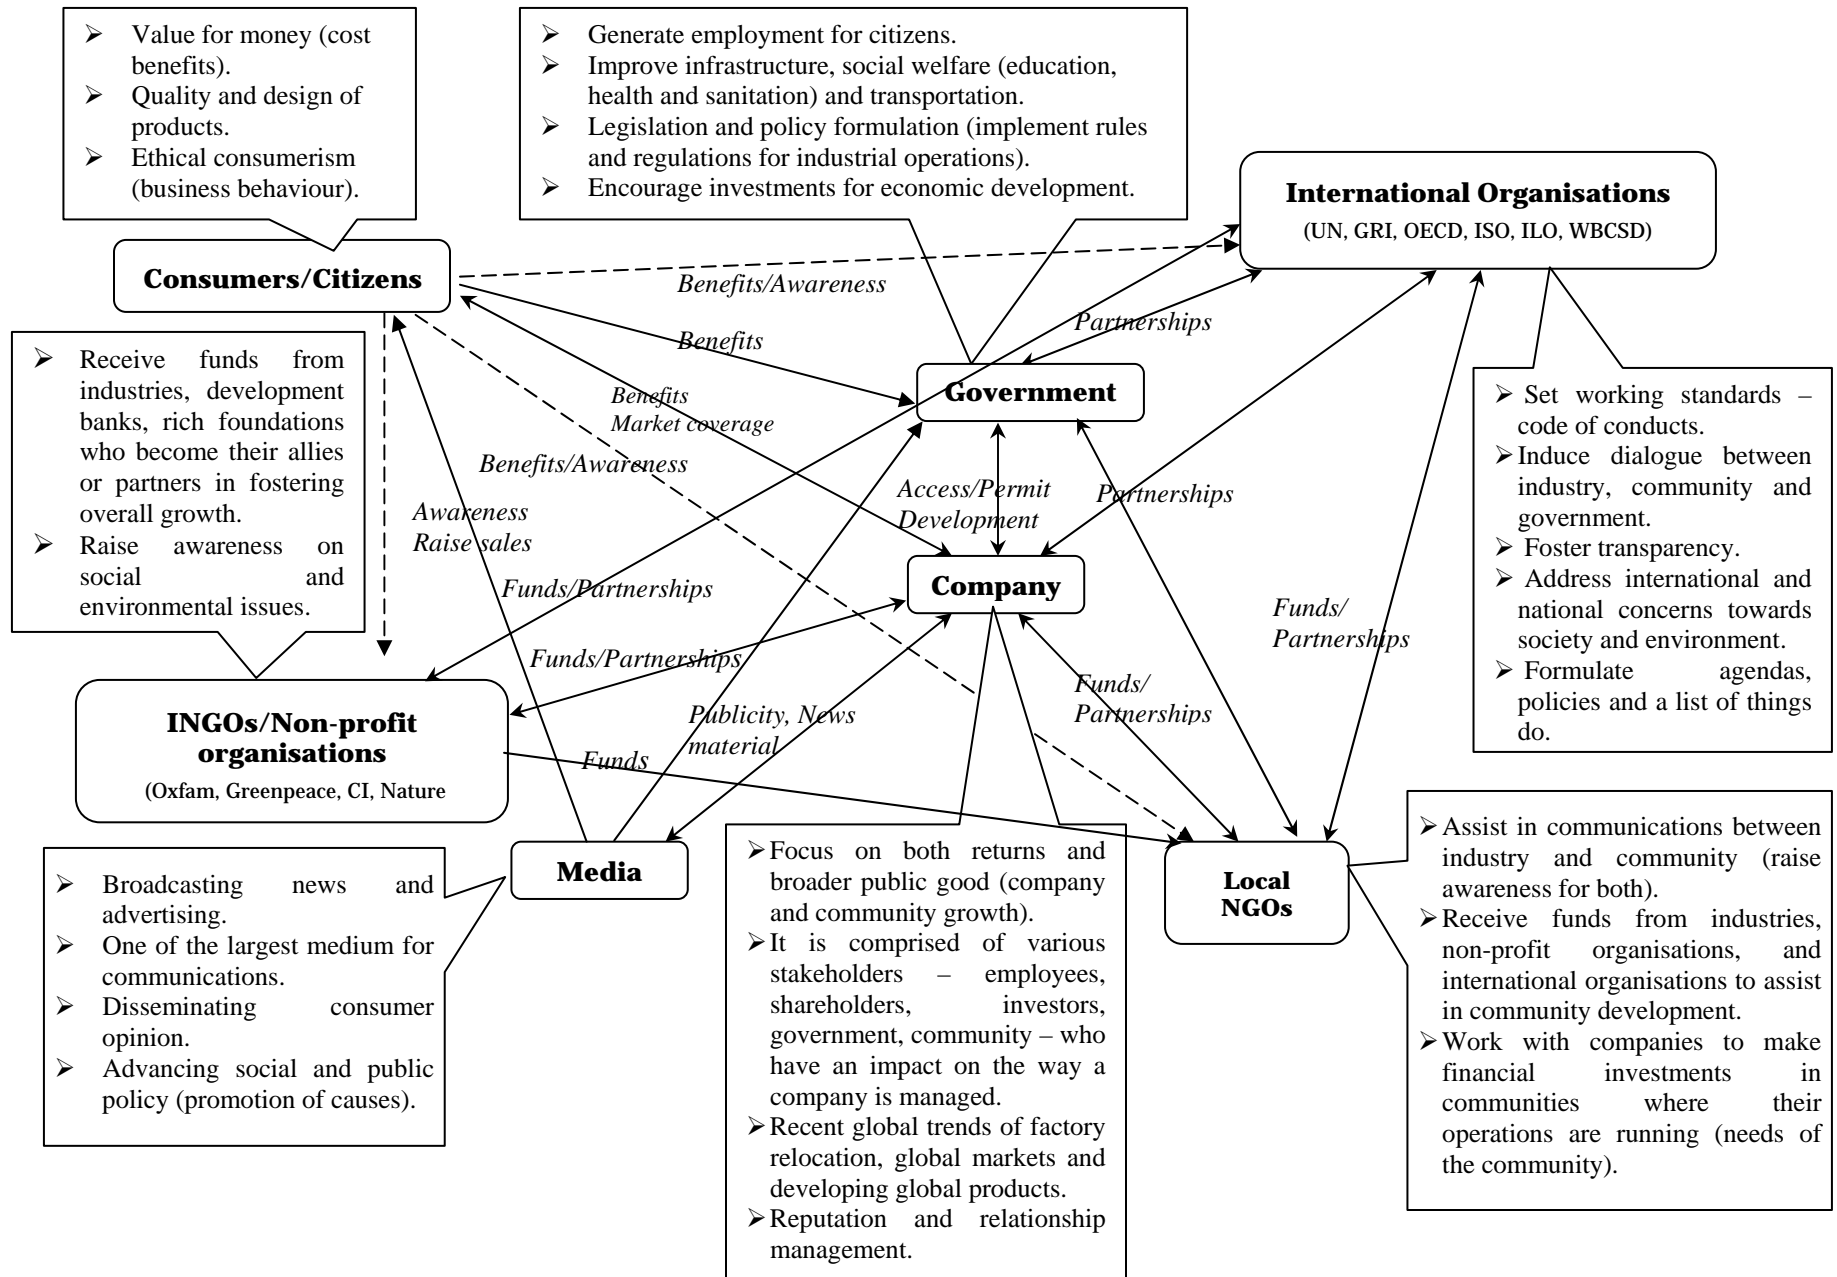 ➢ Value for money (cost
benefits).
➢ Quality and design of
products.
➢ Ethical consumerism
(business behaviour).
➢ Generate employment for citizens.
➢ Improve infrastructure, social welfare (education,
health and sanitation) and transportation.
➢ Legislation and policy formulation (implement rules
and regulations for industrial operations).
➢ Encourage investments for economic development.
International Organisations
(UN, GRI, OECD, ISO, ILO, WBCSD)
Consumers/Citizens
Benefits/Awareness
Benefits
Partnerships
➢ Receive funds from
industries, development
banks, rich foundations
who become their allies
or partners in fostering
overall growth.
➢ Raise awareness on
social and
environmental issues.
Government
Benefits
Market coverage
Benefits/Awareness
Access/Permit
Development
Partnerships
Awareness
Raise sales
➢ Set working standards –
code of conducts.
➢ Induce dialogue between
industry, community and
government.
➢ Foster transparency.
➢ Address international and
national concerns towards
society and environment.
➢ Formulate agendas,
policies and a list of things
do.
Company
Funds/Partnerships
Funds/
Partnerships
Funds/Partnerships
Funds/
Partnerships
INGOs/Non-profit
organisations
(Oxfam, Greenpeace, CI, Nature
Publicity, News
material
Funds
Media
Local
NGOs
➢ Broadcasting news and
advertising.
➢ One of the largest medium for
communications.
➢ Disseminating consumer
opinion.
➢ Advancing social and public
policy (promotion of causes).
➢ Focus on both returns and
broader public good (company
and community growth).
➢ It is comprised of various
stakeholders – employees,
shareholders, investors,
government, community – who
have an impact on the way a
company is managed.
➢ Recent global trends of factory
relocation, global markets and
developing global products.
➢ Reputation and relationship
management.
➢ Assist in communications between
industry and community (raise
awareness for both).
➢ Receive funds from industries,
non-profit organisations, and
international organisations to assist
in community development.
➢ Work with companies to make
financial investments in
communities where their
operations are running (needs of
the community).